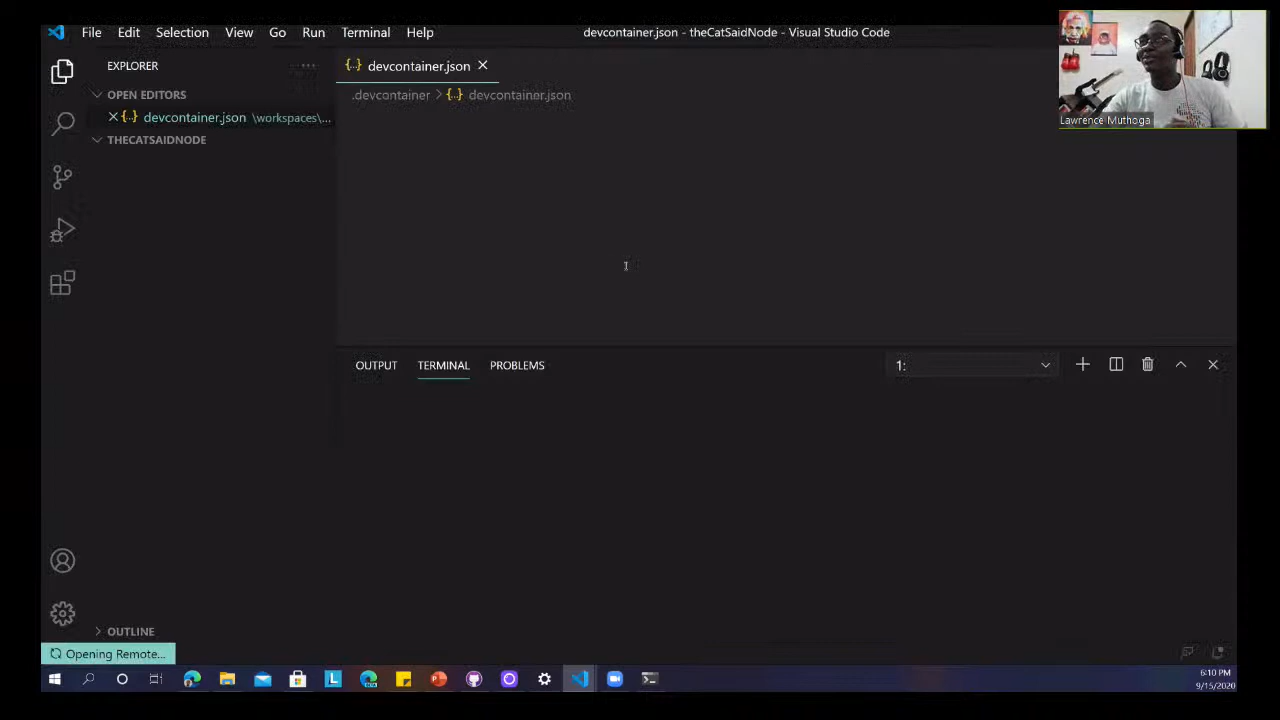 File Edit Selection View Go Run Terminal Help
devcontainer.json - theCatSaidNode - Visual Studio Code
Lawrence Muthoga
EXPLORER
OPEN EDITORS
devcontainer.json \workspaces\...
THECATSAIDNODE
OUTLINE
devcontainer.json
.devcontainer > devcontainer.json
OUTPUT TERMINAL PROBLEMS
1:
Opening Remote...
6:10 PM
9/15/2020